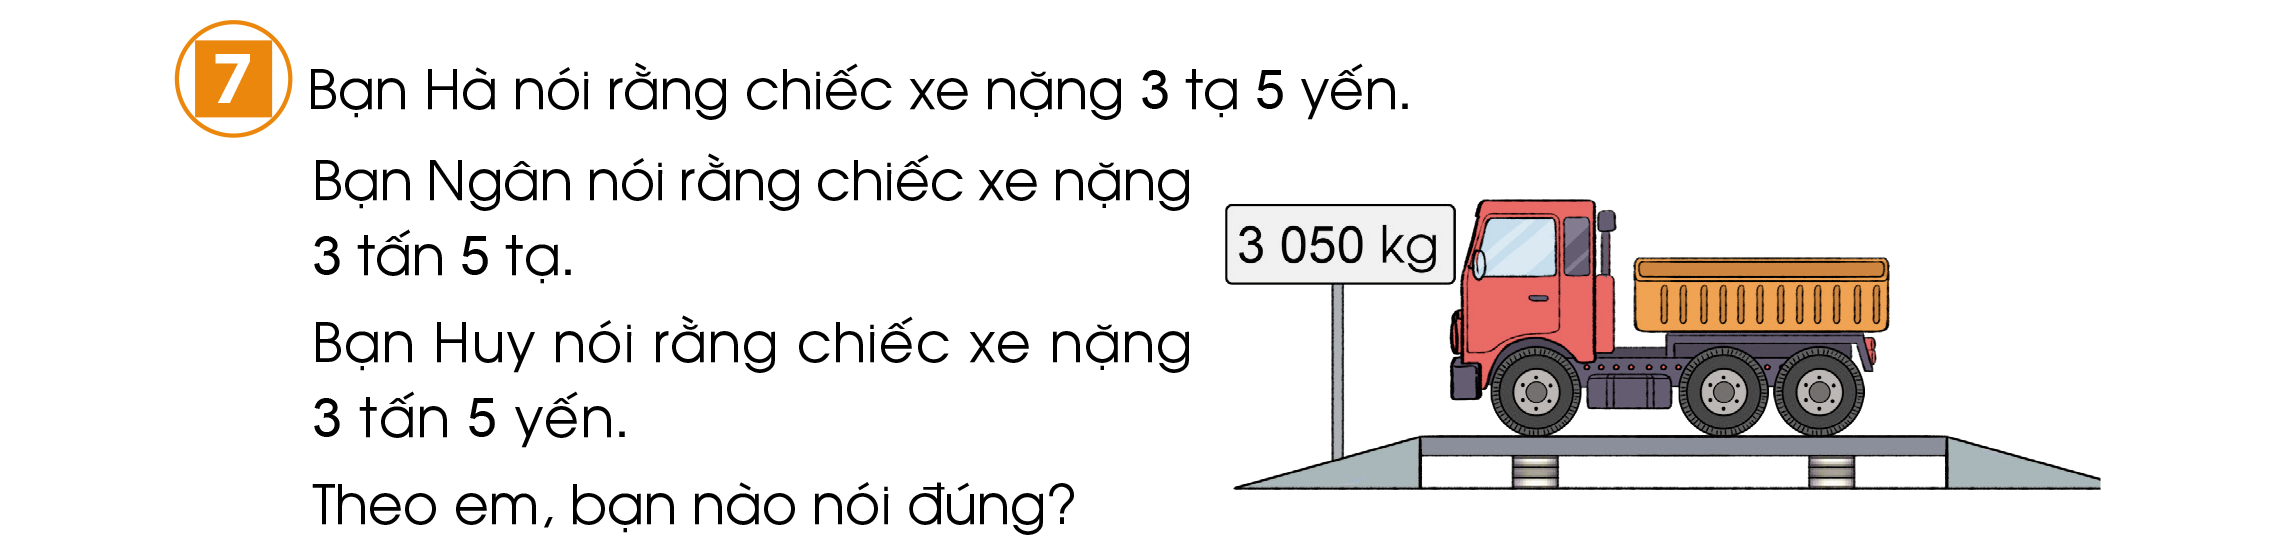 7 Bạn Hà nói rằng chiếc xe nặng 3 tạ 5 yến.
Bạn Ngân nói rằng chiếc xe nặng
3 tấn 5 tạ.
3 050 kg
Bạn Huy nói rằng chiếc xe nặng
3 tấn 5 yến.
Theo em, bạn nào nói đúng?